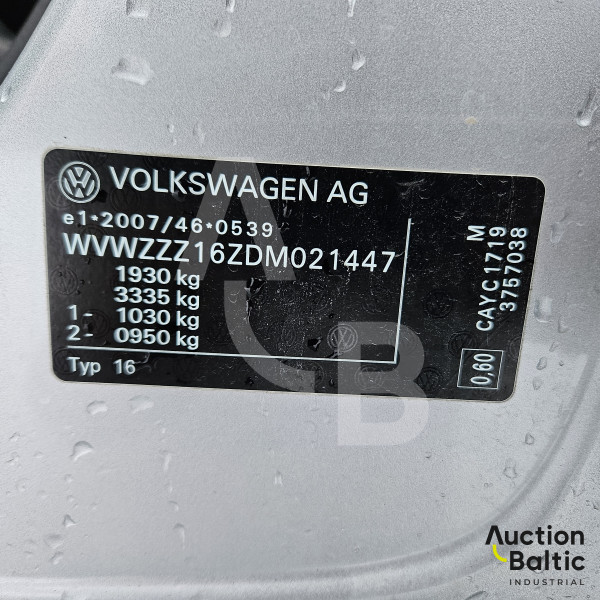 VOLKSWAGEN AG
e1*2007/46*0539
WVWZZZ16ZDM021447
1930 kg
3335 kg
1- 1030 kg
2- 0950 kg
Typ 16
M
CAYC1719
3757038
0,60
AB
Auction
Baltic
INDUSTRIAL